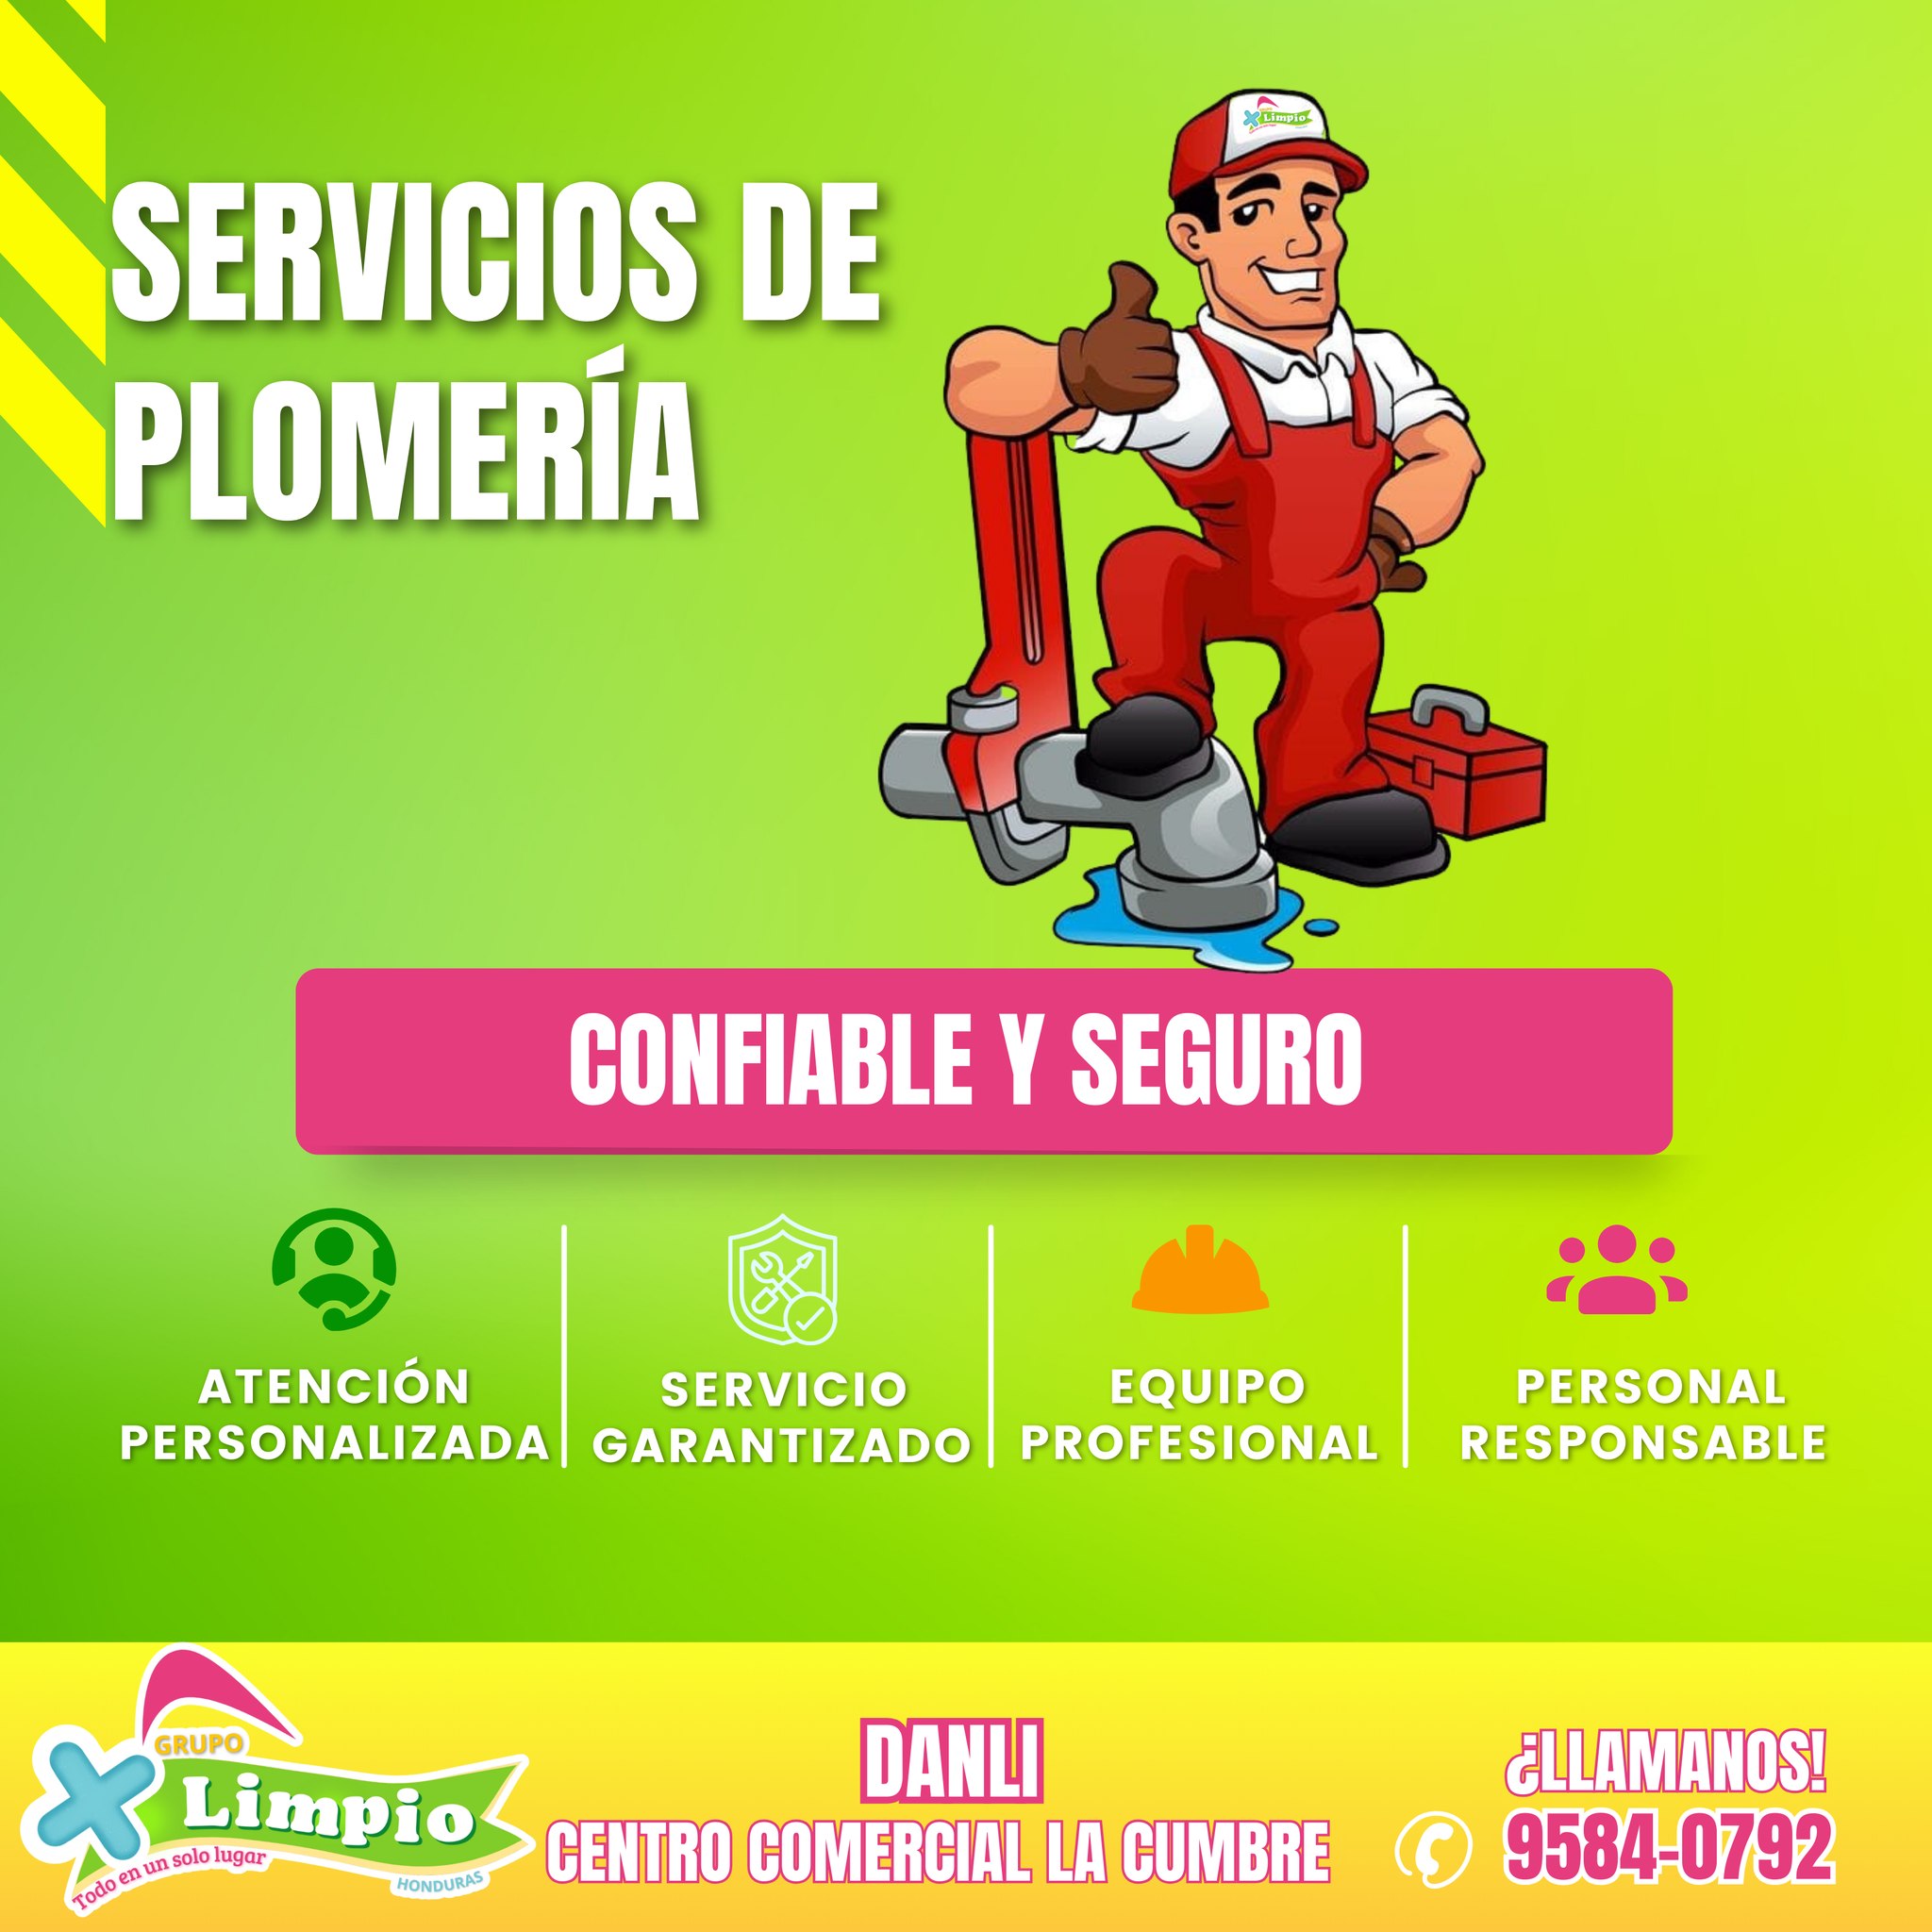 Limpio
SERVICIOS DE
PLOMERÍA
CONFIABLE Y SEGURO
ATENCIÓN
PERSONALIZADA
SERVICIO
GARANTIZADO
EQUIPO
PROFESIONAL
PERSONAL
RESPONSABLE
GRUPO
X Limpio
Todo en un solo lugar
HONDURAS
DANLI
CENTRO COMERCIAL LA CUMBRE
¿LLAMANOS!
9584-0792